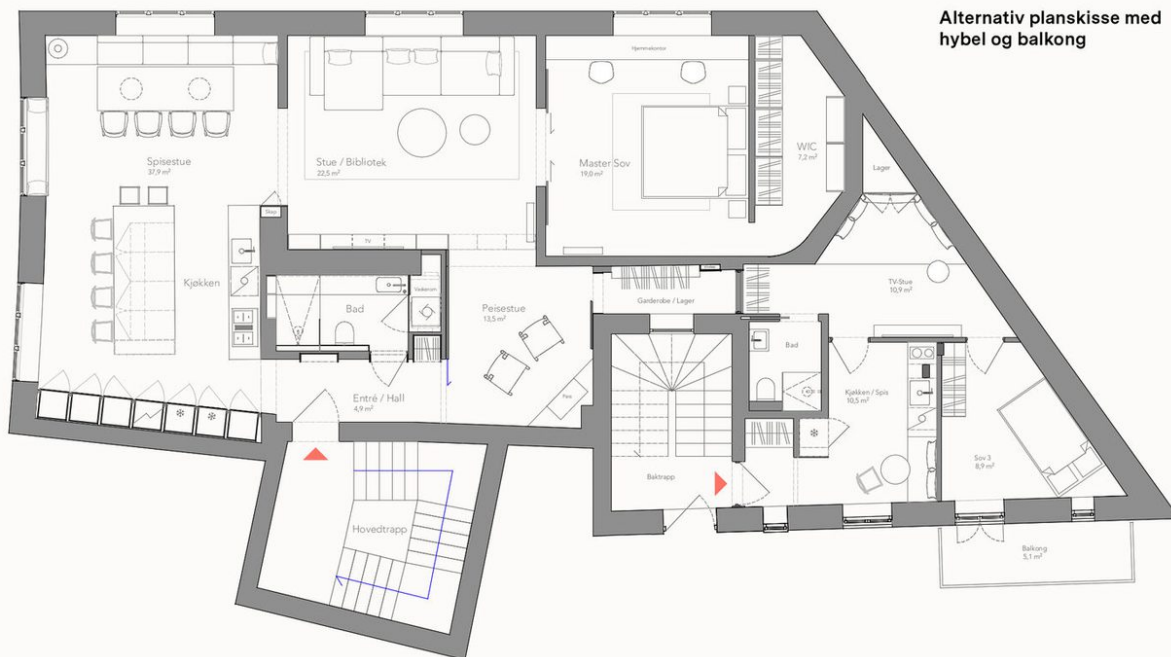 Alternativ planskisse med
hybel og balkong
Hjemmekontor
Spisestue
37,9 m²
Stue / Bibliotek
22,5 m²
Master Sov
19,0 m²
WIC
7,2 m²
Lager
Skap
TV
Kjøkken
Bad
Vaskerom
Peisestue
13,5 m²
Garderobe / Lager
TV-Stue
10,9 m²
Bad
Kjøkken / Spis
10,5 m²
Entré / Hall
4,9 m²
Peis
Sov 3
8,9 m²
Baktrapp
Hovedtrapp
Balkong
5,1 m²